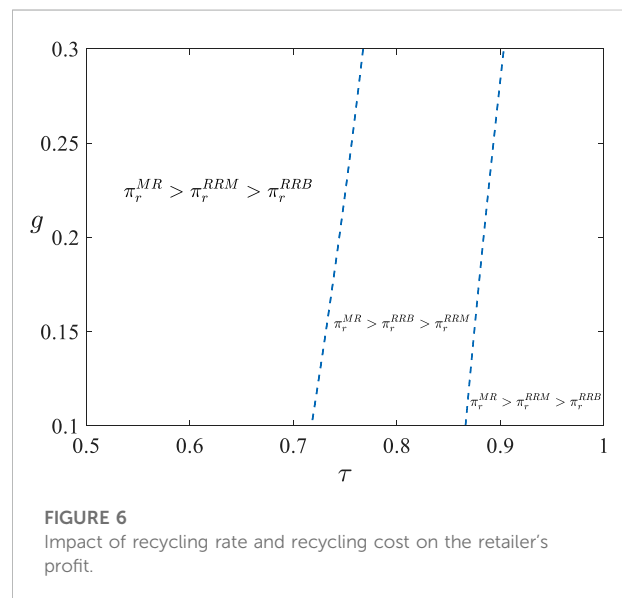 0.3
0.25
π_r^{MR} > π_r^{RRM} > π_r^{RRB}
g
0.2
0.15
π_r^{MR} > π_r^{RRB} > π_r^{RRM}
π_r^{MR} > π_r^{RRM} > π_r^{RRB}
0.1
0.5 0.6 0.7 0.8 0.9 1
τ
FIGURE 6
Impact of recycling rate and recycling cost on the retailer's
profit.